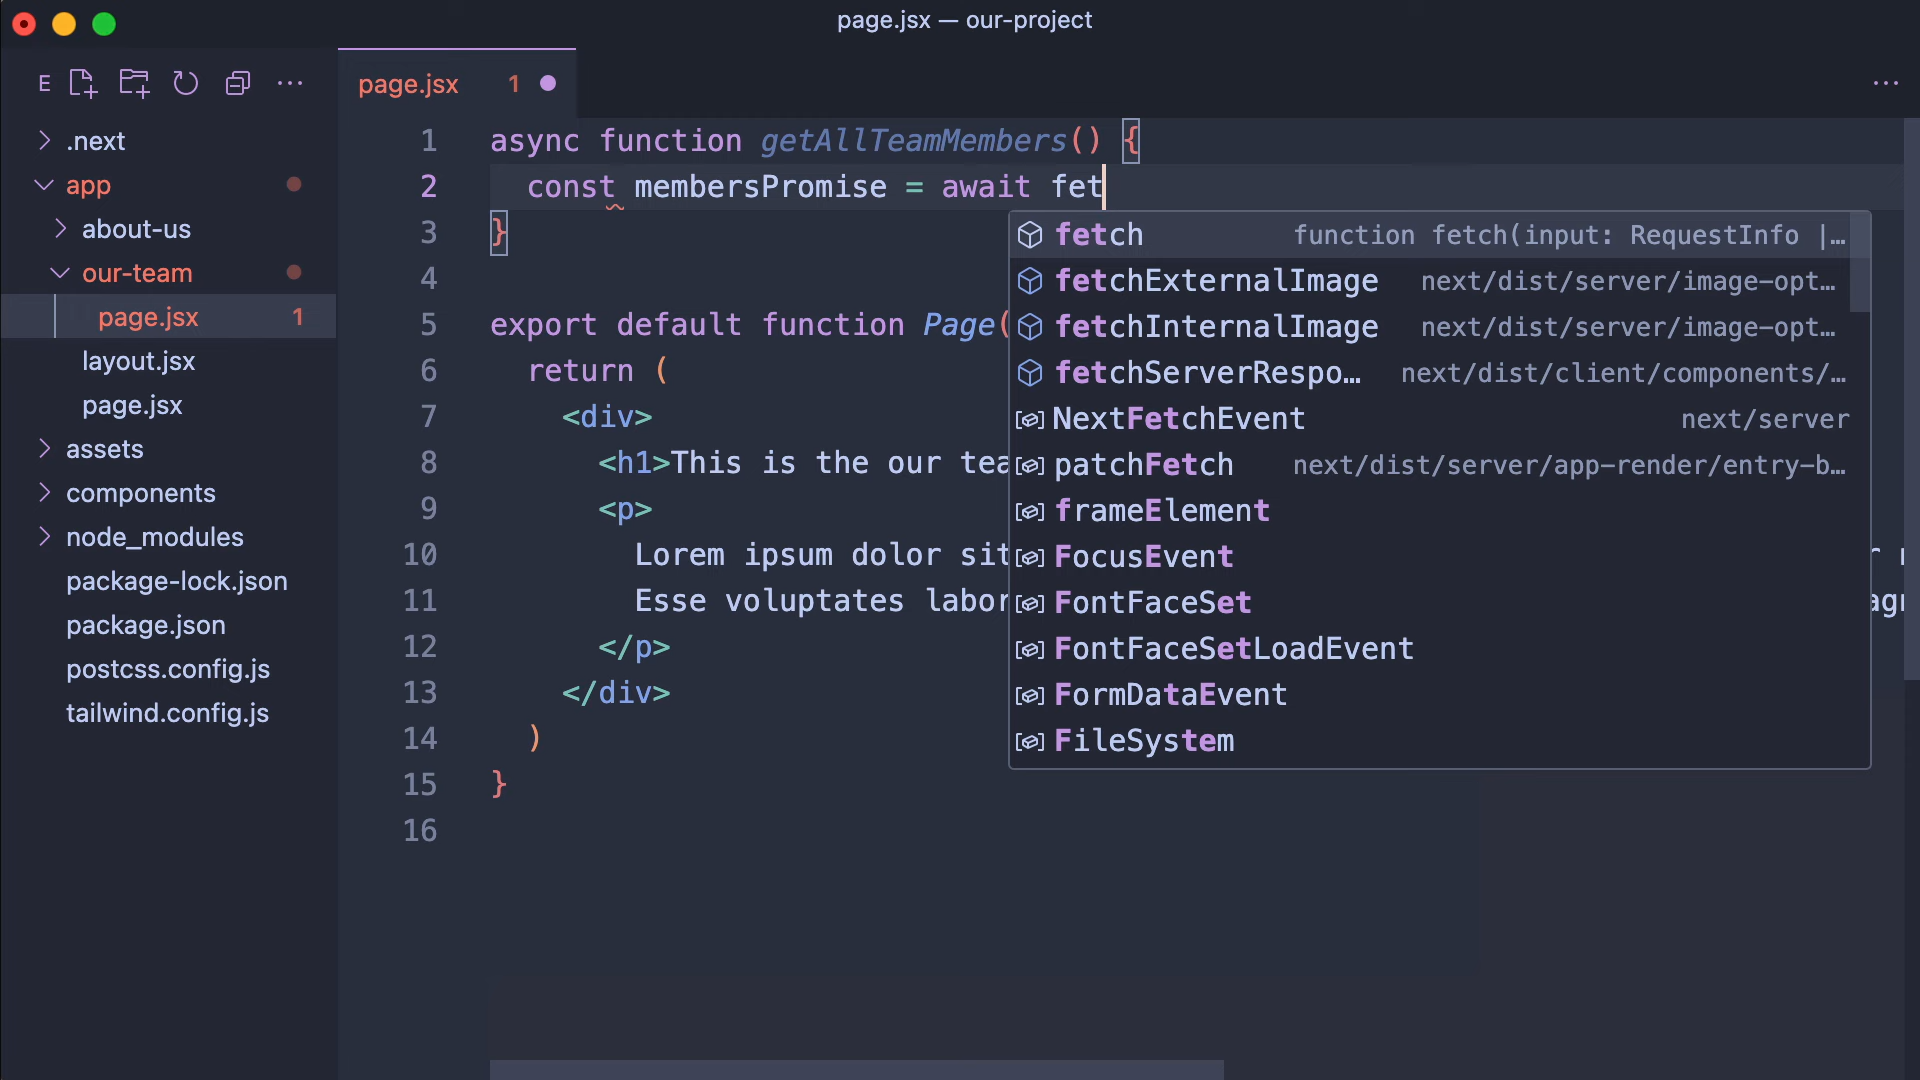 page.jsx — our-project
E
page.jsx 1
.next
app
about-us
our-team
page.jsx 1
layout.jsx
page.jsx
assets
components
node_modules
package-lock.json
package.json
postcss.config.js
tailwind.config.js
1 async function getAllTeamMembers() {
2 const membersPromise = await fet
3 }
4
5 export default function Page(
6 return (
7 <div>
8 <h1>This is the our tea
9 <p>
10 Lorem ipsum dolor sit
11 Esse voluptates labor
12 </p>
13 </div>
14 )
15 }
16
fetch function fetch(input: RequestInfo |…
fetchExternalImage next/dist/server/image-opt…
fetchInternalImage next/dist/server/image-opt…
fetchServerRespo… next/dist/client/components/…
NextFetchEvent next/server
patchFetch next/dist/server/app-render/entry-b…
frameElement
FocusEvent
FontFaceSet
FontFaceSetLoadEvent
FormDataEvent
FileSystem